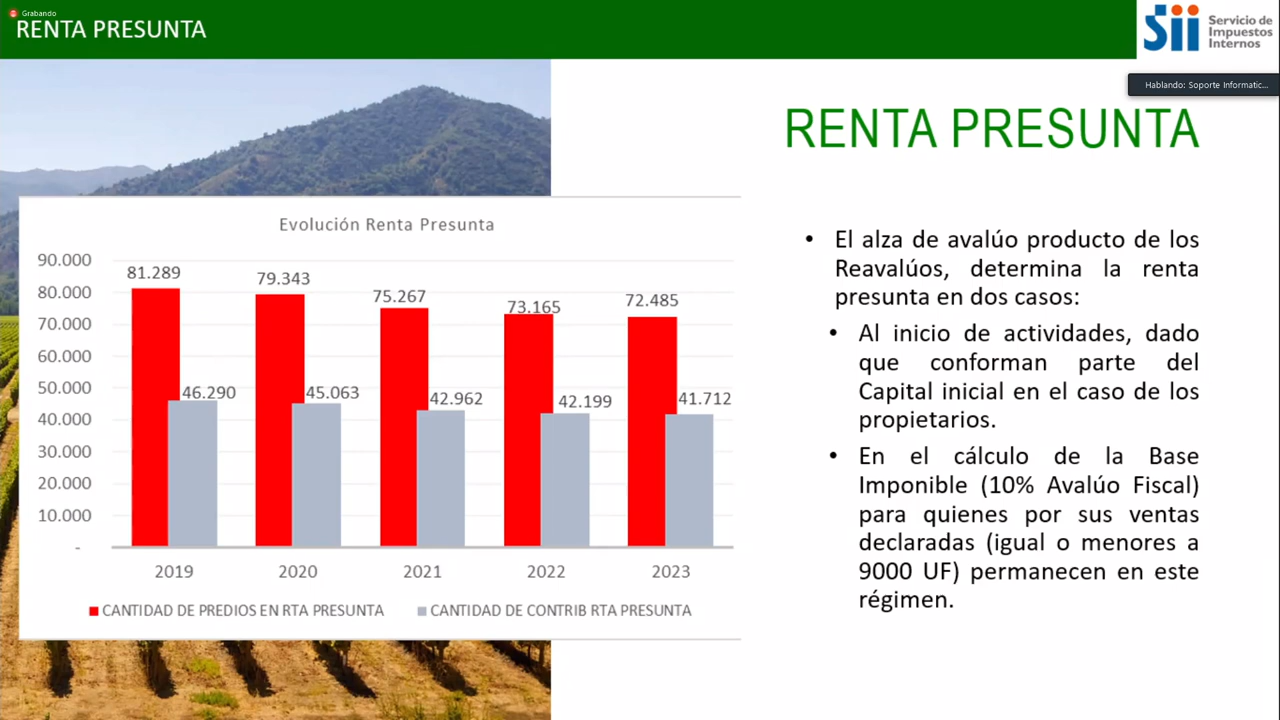 Grabando
RENTA PRESUNTA
Sii Servicio de
Impuestos
Internos
Hablando: Soporte Informatic...
RENTA PRESUNTA
Evolución Renta Presunta
90.000
80.000
70.000
60.000
50.000
40.000
30.000
20.000
10.000
-
81.289
46.290
79.343
45.063
75.267
42.962
73.165
42.199
72.485
41.712
2019
2020
2021
2022
2023
CANTIDAD DE PREDIOS EN RTA PRESUNTA
CANTIDAD DE CONTRIB RTA PRESUNTA
• El alza de avalúo producto de los
Reavalúos, determina la renta
presunta en dos casos:
• Al inicio de actividades, dado
que conforman parte del
Capital inicial en el caso de los
propietarios.
• En el cálculo de la Base
Imponible (10% Avalúo Fiscal)
para quienes por sus ventas
declaradas (igual o menores a
9000 UF) permanecen en este
régimen.